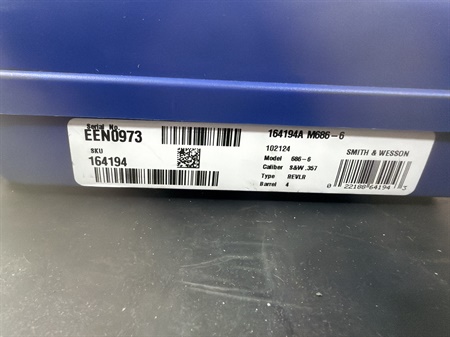 Serial No.
EEN0973
SKU
164194
164194A M686-6
102124
Model 686-6
Caliber S&W .357
Type REVLR
Barrel 4
SMITH & WESSON
0 22188 64194 3